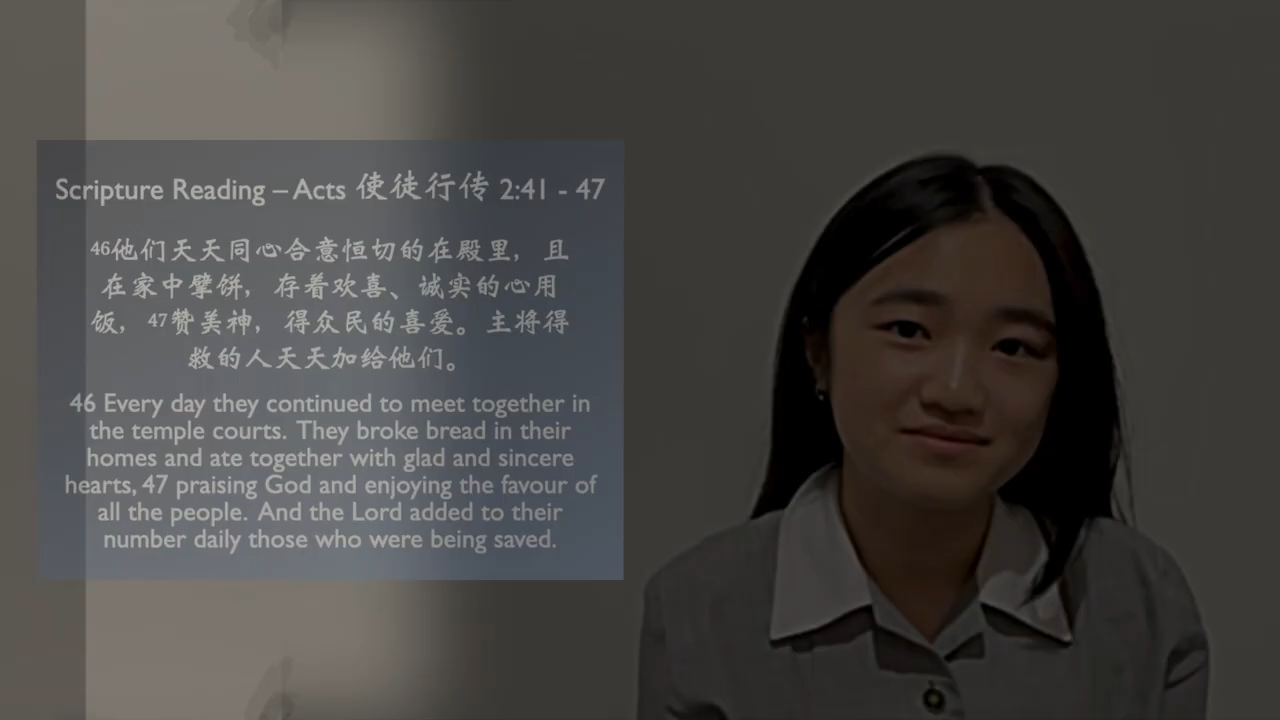 Scripture Reading – Acts 使徒行传 2:41 - 47
46他们天天同心合意恒切的在殿里，且
在家中擘饼，存着欢喜、诚实的心用
饭，47赞美神，得众民的喜爱。主将得
救的人天天加给他们。
46 Every day they continued to meet together in
the temple courts. They broke bread in their
homes and ate together with glad and sincere
hearts, 47 praising God and enjoying the favour of
all the people. And the Lord added to their
number daily those who were being saved.